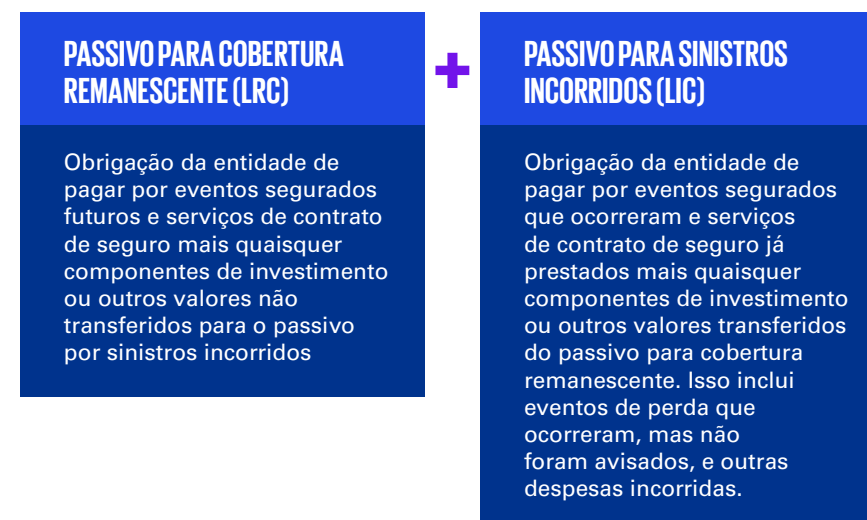 PASSIVO PARA COBERTURA
REMANESCENTE (LRC)
Obrigação da entidade de
pagar por eventos segurados
futuros e serviços de contrato
de seguro mais quaisquer
componentes de investimento
ou outros valores não
transferidos para o passivo
por sinistros incorridos
+
PASSIVO PARA SINISTROS
INCORRIDOS (LIC)
Obrigação da entidade de
pagar por eventos segurados
que ocorreram e serviços
de contrato de seguro já
prestados mais quaisquer
componentes de investimento
ou outros valores transferidos
do passivo para cobertura
remanescente. Isso inclui
eventos de perda que
ocorreram, mas não
foram avisados, e outras
despesas incorridas.